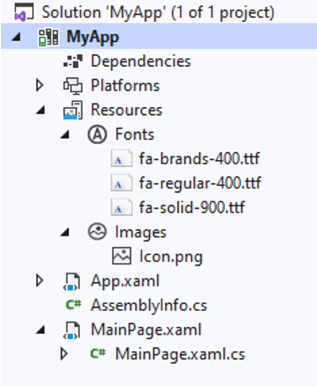 Solution 'MyApp' (1 of 1 project)
MyApp
Dependencies
Platforms
Resources
Fonts
fa-brands-400.ttf
fa-regular-400.ttf
fa-solid-900.ttf
Images
Icon.png
App.xaml
C# AssemblyInfo.cs
MainPage.xaml
C# MainPage.xaml.cs